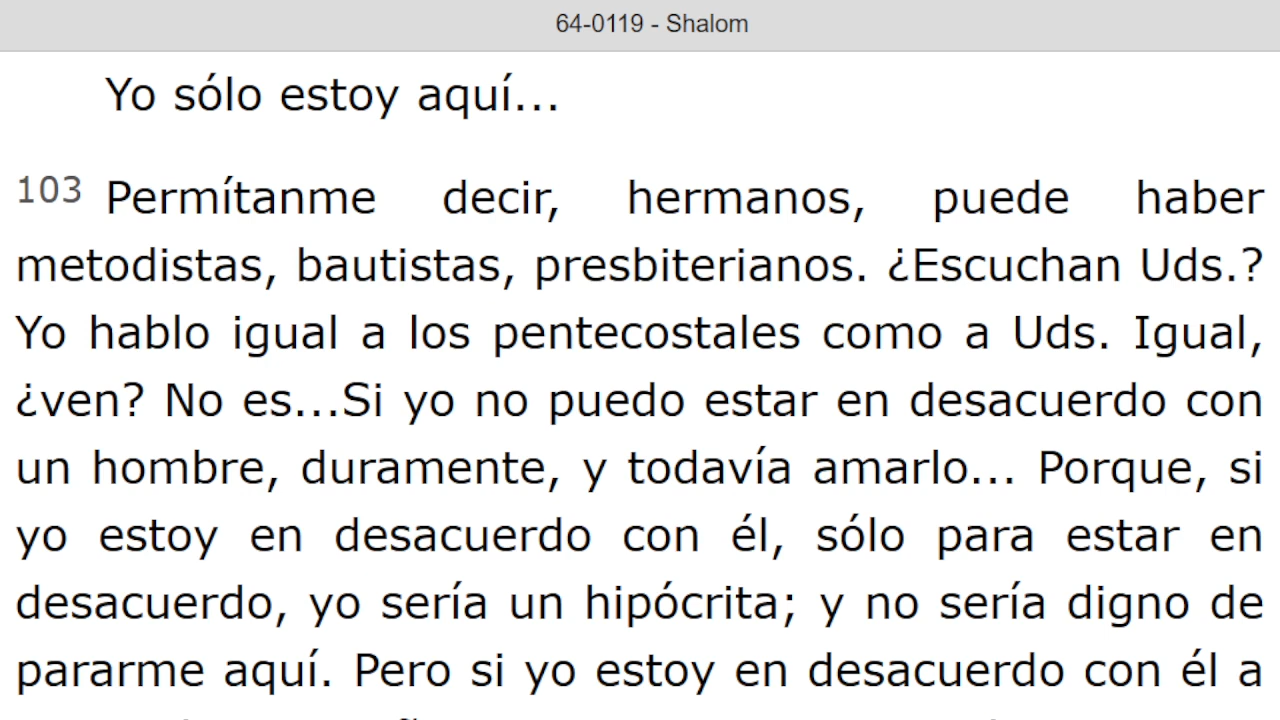 64-0119 - Shalom
Yo sólo estoy aquí...
103 Permítanme decir, hermanos, puede haber
metodistas, bautistas, presbiterianos. ¿Escuchan Uds.?
Yo hablo igual a los pentecostales como a Uds. Igual,
¿ven? No es...Si yo no puedo estar en desacuerdo con
un hombre, duramente, y todavía amarlo... Porque, si
yo estoy en desacuerdo con él, sólo para estar en
desacuerdo, yo sería un hipócrita; y no sería digno de
pararme aquí. Pero si yo estoy en desacuerdo con él a